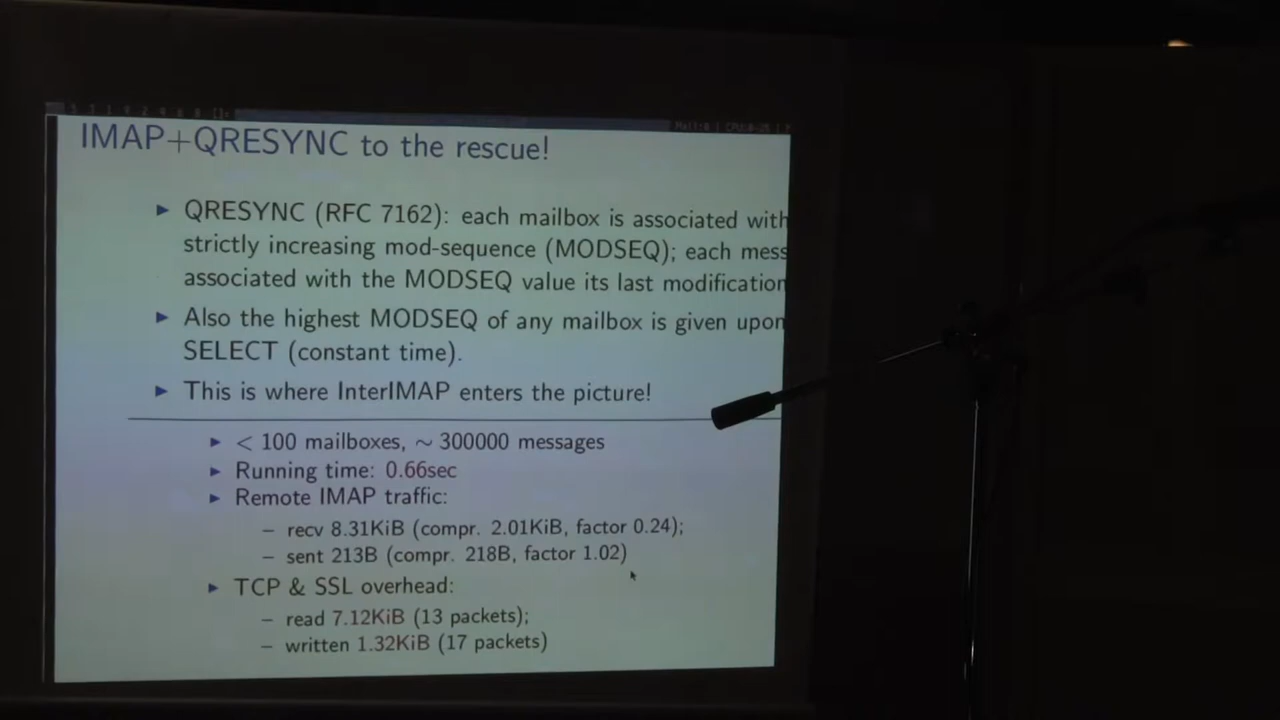 IMAP+QRESYNC to the rescue!
▶ QRESYNC (RFC 7162): each mailbox is associated with
strictly increasing mod-sequence (MODSEQ); each mess
associated with the MODSEQ value its last modification
▶ Also the highest MODSEQ of any mailbox is given upon
SELECT (constant time).
▶ This is where InterIMAP enters the picture!
▶ < 100 mailboxes, ~ 300000 messages
▶ Running time: 0.66sec
▶ Remote IMAP traffic:
– recv 8.31KiB (compr. 2.01KiB, factor 0.24);
– sent 213B (compr. 218B, factor 1.02)
▶ TCP & SSL overhead:
– read 7.12KiB (13 packets);
– written 1.32KiB (17 packets)